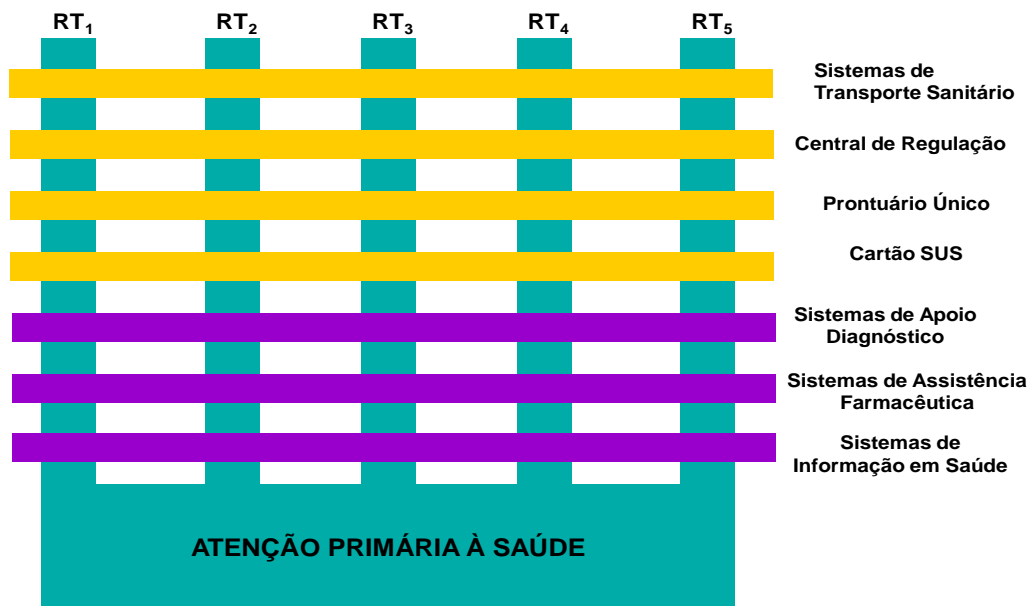 RT1 RT2 RT3 RT4 RT5
Sistemas de
Transporte Sanitário
Central de Regulação
Prontuário Único
Cartão SUS
Sistemas de Apoio
Diagnóstico
Sistemas de Assistência
Farmacêutica
Sistemas de
Informação em Saúde
ATENÇÃO PRIMÁRIA À SAÚDE